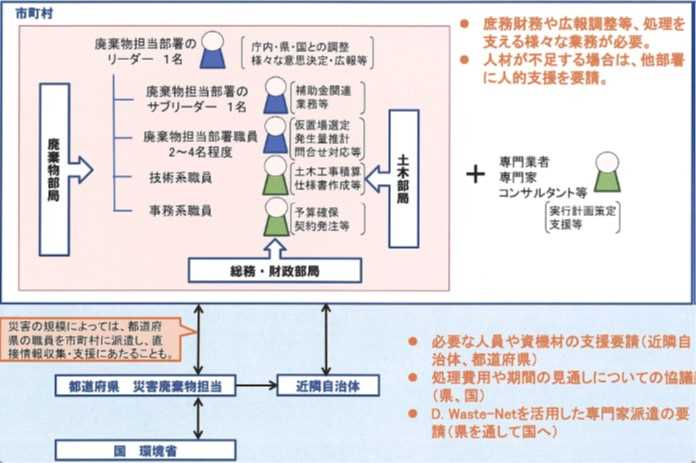 市町村
廃棄物担当部署の
リーダー 1名
庁内・県・国との調整
様々な意思決定・広報等
廃棄物担当部署の
サブリーダー 1名
補助金関連
業務等
廃棄物担当部署職員
2〜4名程度
仮置場選定
発生量推計
問合せ対応等
技術系職員
土木工事積算
仕様書作成等
事務系職員
予算確保
契約発注等
廃棄物部局
土木部局
総務・財政部局
● 庶務財務や広報調整等、処理を
支える様々な業務が必要。
● 人材が不足する場合は、他部署
に人的支援を要請。
+
専門業者
専門家
コンサルタント等
実行計画策定
支援等
災害の規模によっては、都道府
県の職員を市町村に派遣し、直
接情報収集・支援にあたることも。
都道府県 災害廃棄物担当
近隣自治体
国 環境省
● 必要な人員や資機材の支援要請(近隣自
治体、都道府県)
● 処理費用や期間の見通しについての協議
(県、国)
● D. Waste-Netを活用した専門家派遣の要
請(県を通して国へ)